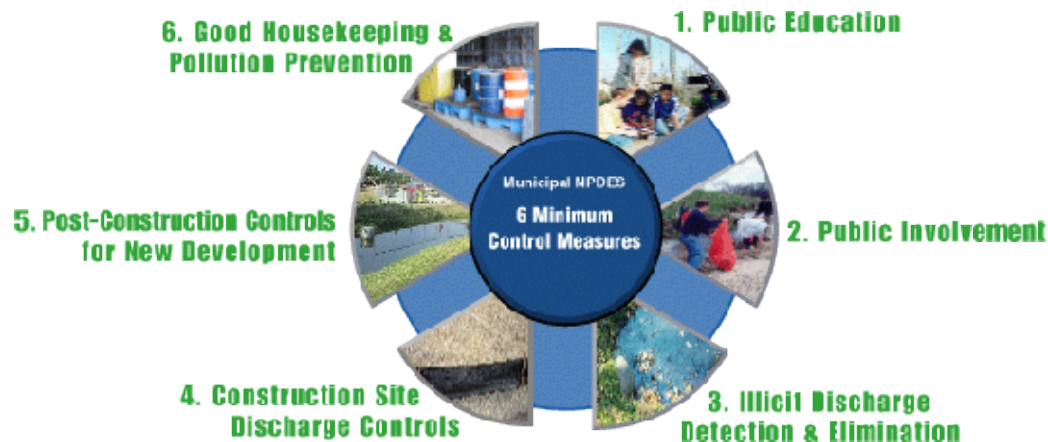 1. Public Education
2. Public Involvement
3. Illicit Discharge
Detection & Elimination
4. Construction Site
Discharge Controls
5. Post-Construction Controls
for New Development
6. Good Housekeeping &
Pollution Prevention
Municipal NPDES
6 Minimum
Control Measures